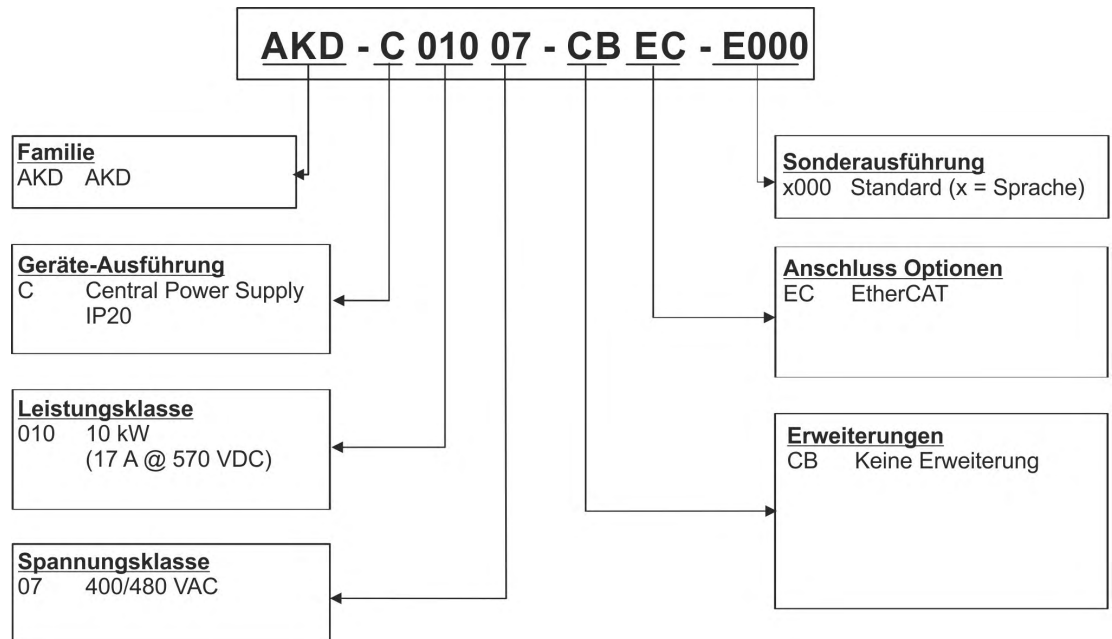 AKD - C 010 07 - CB EC - E000
Familie
AKD AKD
Geräte-Ausführung
C Central Power Supply
IP20
Leistungsklasse
010 10 kW
(17 A @ 570 VDC)
Spannungsklasse
07 400/480 VAC
Sonderausführung
x000 Standard (x = Sprache)
Anschluss Optionen
EC EtherCAT
Erweiterungen
CB Keine Erweiterung